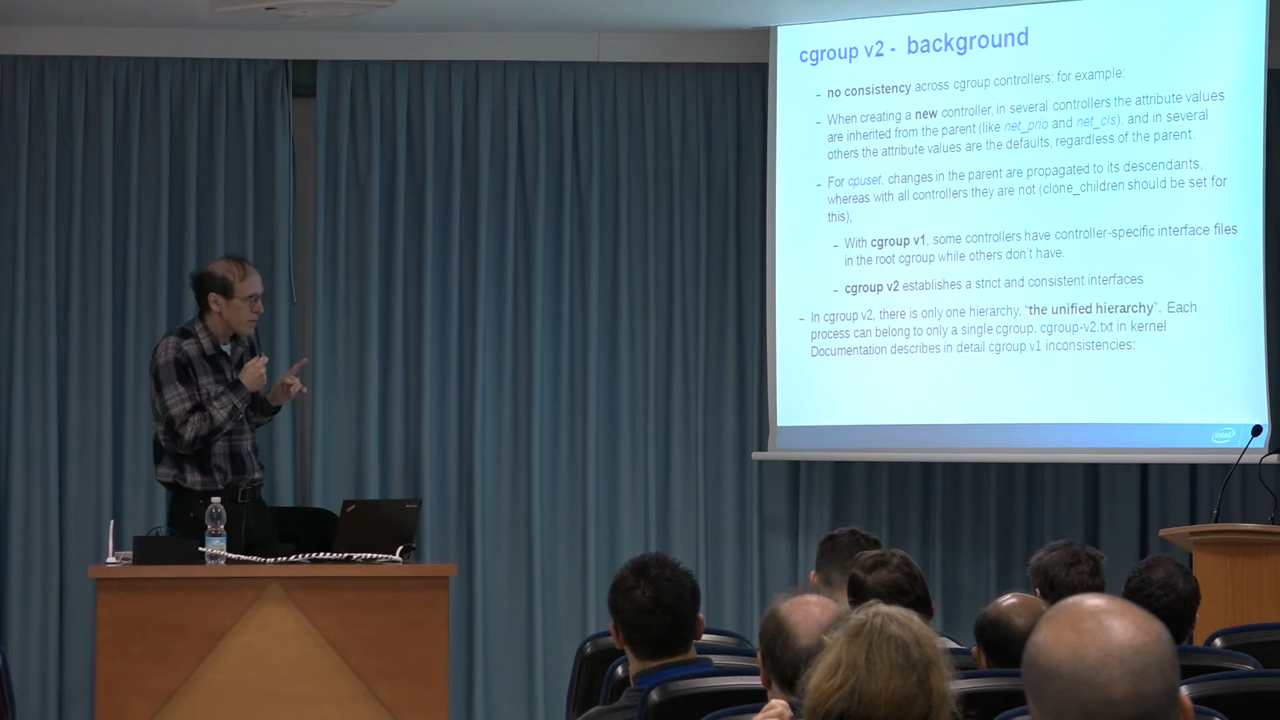 cgroup v2 - background
– no consistency across cgroup controllers; for example:
– When creating a new controller, in several controllers the attribute values
are inherited from the parent (like net_prio and net_cls), and in several
others the attribute values are the defaults, regardless of the parent.
– For cpuset, changes in the parent are propagated to its descendants,
whereas with all controllers they are not (clone_children should be set for
this),
– With cgroup v1, some controllers have controller-specific interface files
in the root cgroup while others don't have.
– cgroup v2 establishes a strict and consistent interfaces
– In cgroup v2, there is only one hierarchy, "the unified hierarchy". Each
process can belong to only a single cgroup. cgroup-v2.txt in kernel
Documentation describes in detail cgroup v1 inconsistencies:
intel